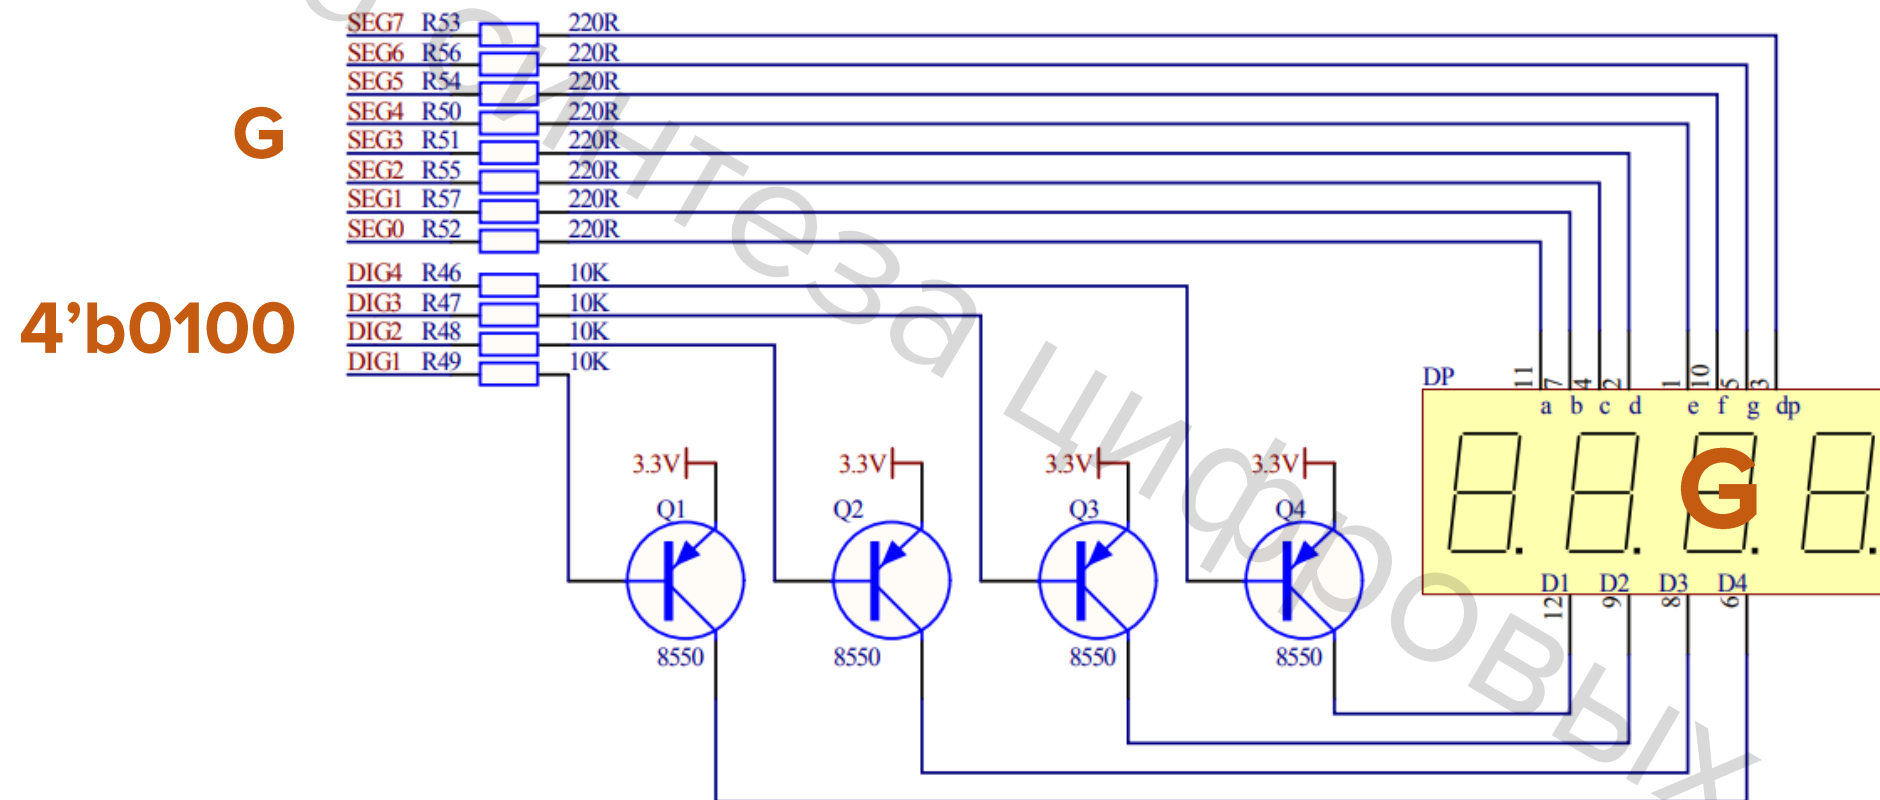 SEG7 R53 220R
SEG6 R56 220R
SEG5 R54 220R
SEG4 R50 220R
G
SEG3 R51 220R
SEG2 R55 220R
SEG1 R57 220R
SEG0 R52 220R
DIG4 R46 10K
DIG3 R47 10K
4’b0100
DIG2 R48 10K
DIG1 R49 10K
синтеза цифровых
DP
11 7 4 2 1 10 5 3
a b c d e f g dp
3.3V 3.3V 3.3V 3.3V
G
Q1 Q2 Q3 Q4
D1 D2 D3 D4
12 9 8 6
8550 8550 8550 8550